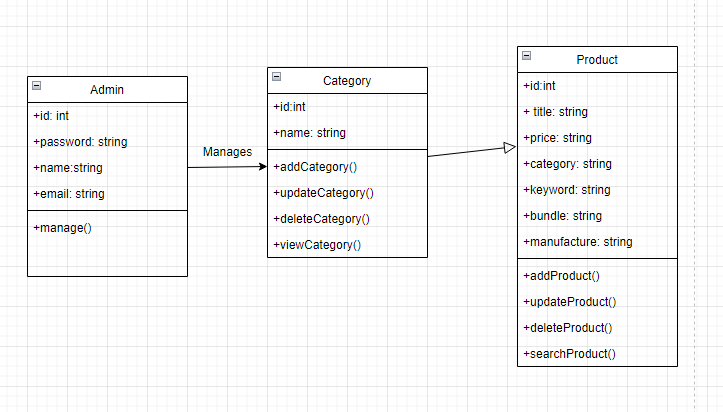 Admin
+id: int
+password: string
+name:string
+email: string
+manage()
Manages
Category
+id:int
+name: string
+addCategory()
+updateCategory()
+deleteCategory()
+viewCategory()
Product
+id:int
+ title: string
+price: string
+category: string
+keyword: string
+bundle: string
+manufacture: string
+addProduct()
+updateProduct()
+deleteProduct()
+searchProduct()